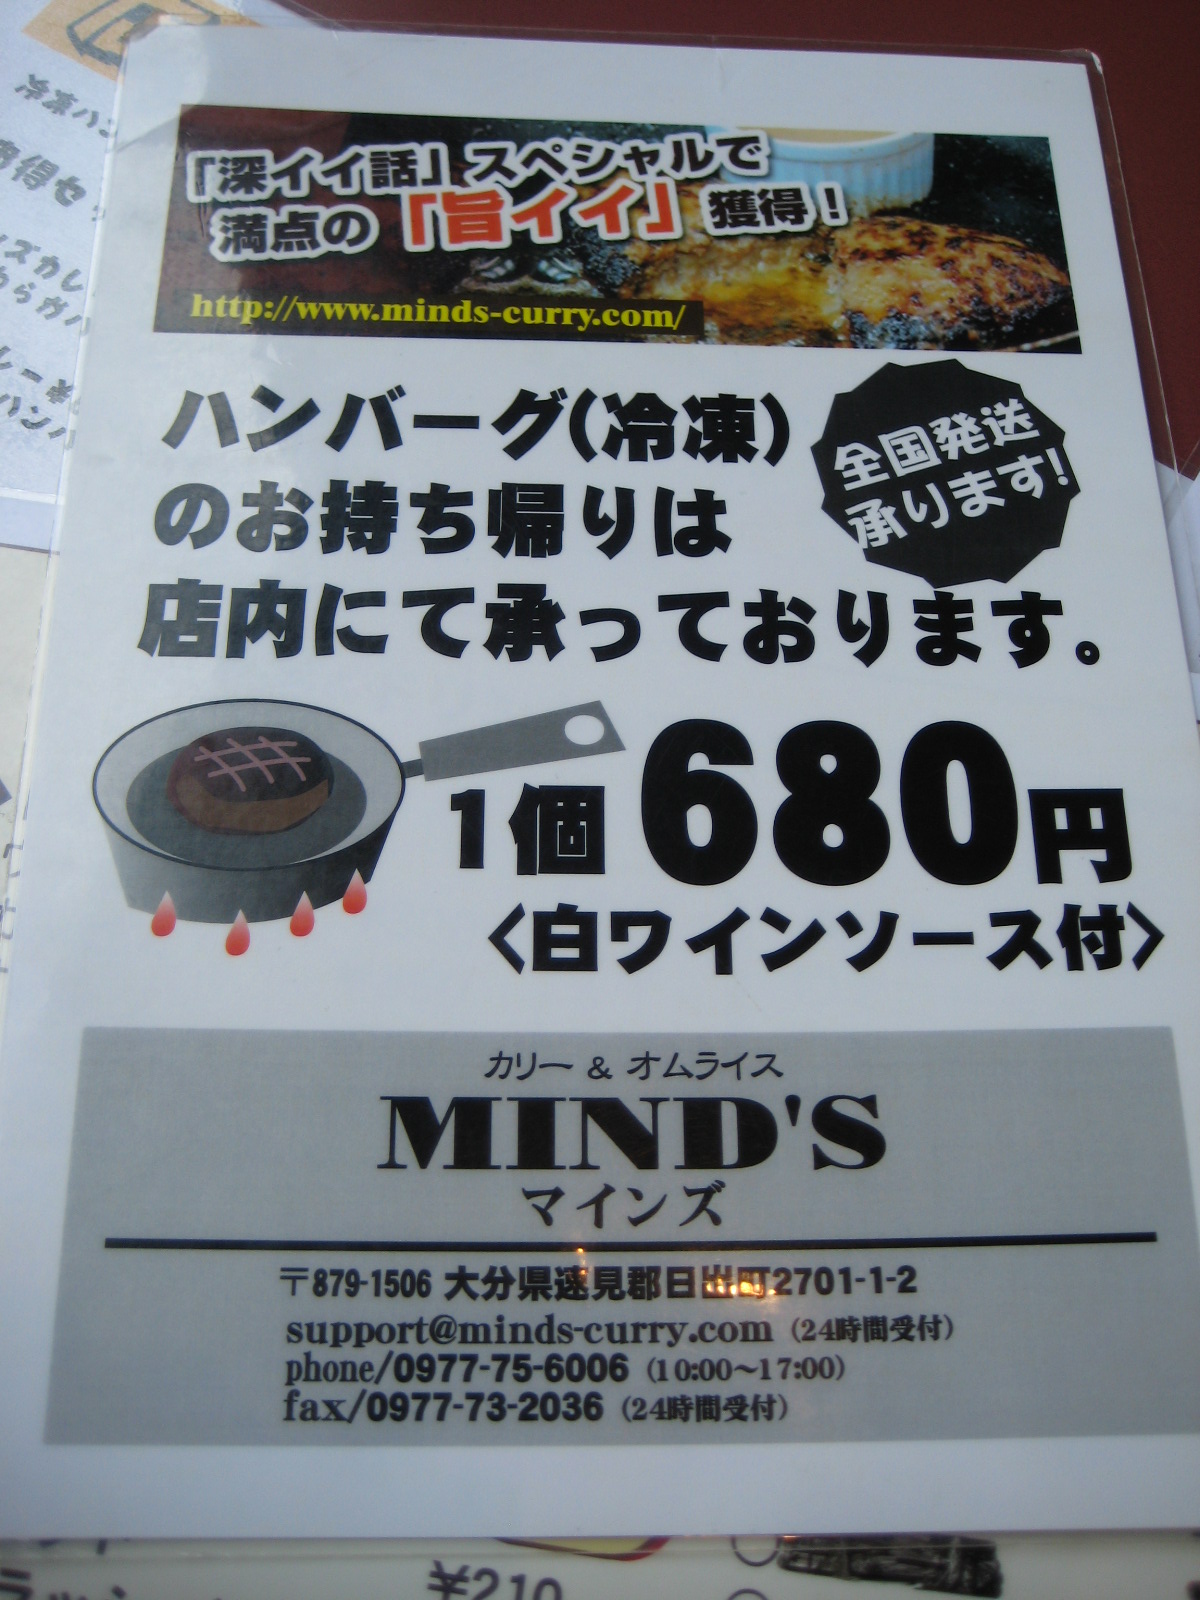 「深イイ話」スペシャルで
満点の「旨イイ」獲得！
http://www.minds-curry.com/
ハンバーグ(冷凍)
のお持ち帰りは
店内にて承っております。
全国発送
承ります!
1個680円
〈白ワインソース付〉
カリー & オムライス
MIND'S
マインズ
〒879-1506 大分県速見郡日出町2701-1-2
support@minds-curry.com (24時間受付)
phone/0977-75-6006 (10:00〜17:00)
fax/0977-73-2036 (24時間受付)
¥210